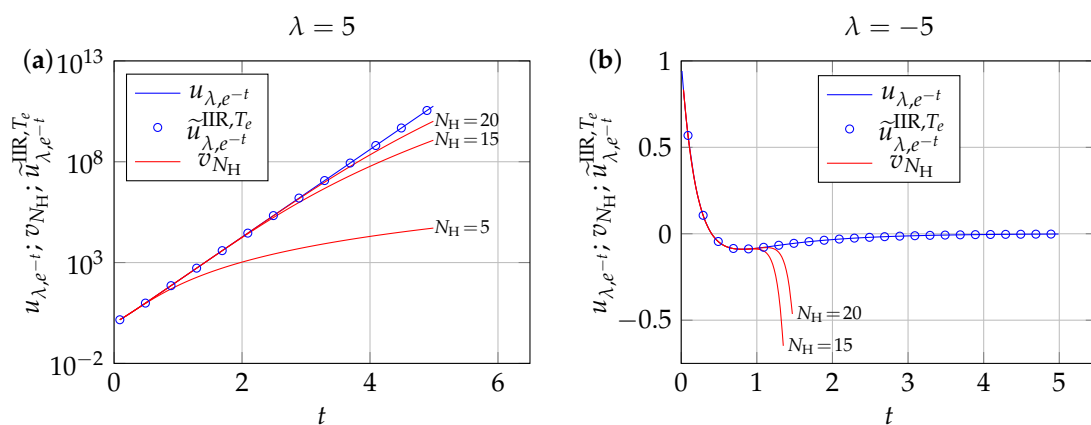 λ = 5
(a)
10^13
10^8
10^3
10^−2
u_{λ,e^{−t}} ; v_{N_H} ; ũ^{IIR,T_e}_{λ,e^{−t}}
u_{λ,e^{−t}}
ũ^{IIR,T_e}_{λ,e^{−t}}
ṽ_{N_H}
N_H = 20
N_H = 15
N_H = 5
0 2 4 6
t
λ = −5
(b)
1
0.5
0
−0.5
u_{λ,e^{−t}} ; v_{N_H} ; ũ^{IIR,T_e}_{λ,e^{−t}}
u_{λ,e^{−t}}
ũ^{IIR,T_e}_{λ,e^{−t}}
ṽ_{N_H}
N_H = 20
N_H = 15
0 1 2 3 4 5
t